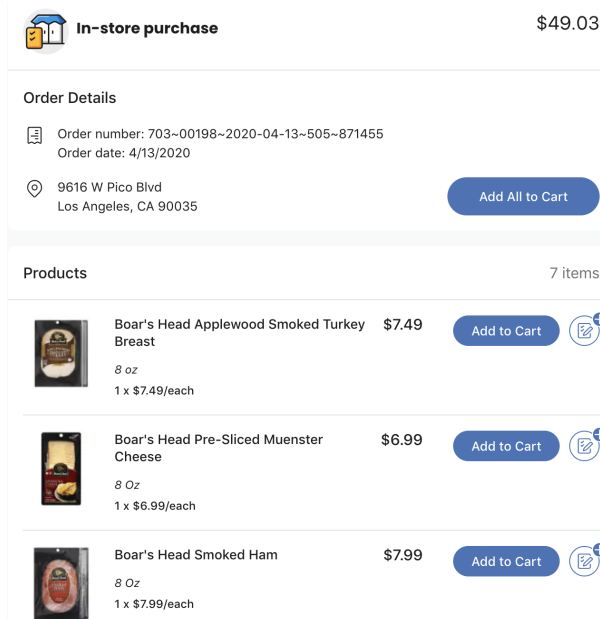 In-store purchase
$49.03
Order Details
Order number: 703~00198~2020-04-13~505~871455
Order date: 4/13/2020
9616 W Pico Blvd
Los Angeles, CA 90035
Add All to Cart
Products
7 items
Boar's Head Applewood Smoked Turkey
Breast
$7.49
Add to Cart
8 oz
1 x $7.49/each
Boar's Head Pre-Sliced Muenster
Cheese
$6.99
Add to Cart
8 Oz
1 x $6.99/each
Boar's Head Smoked Ham
$7.99
Add to Cart
8 Oz
1 x $7.99/each